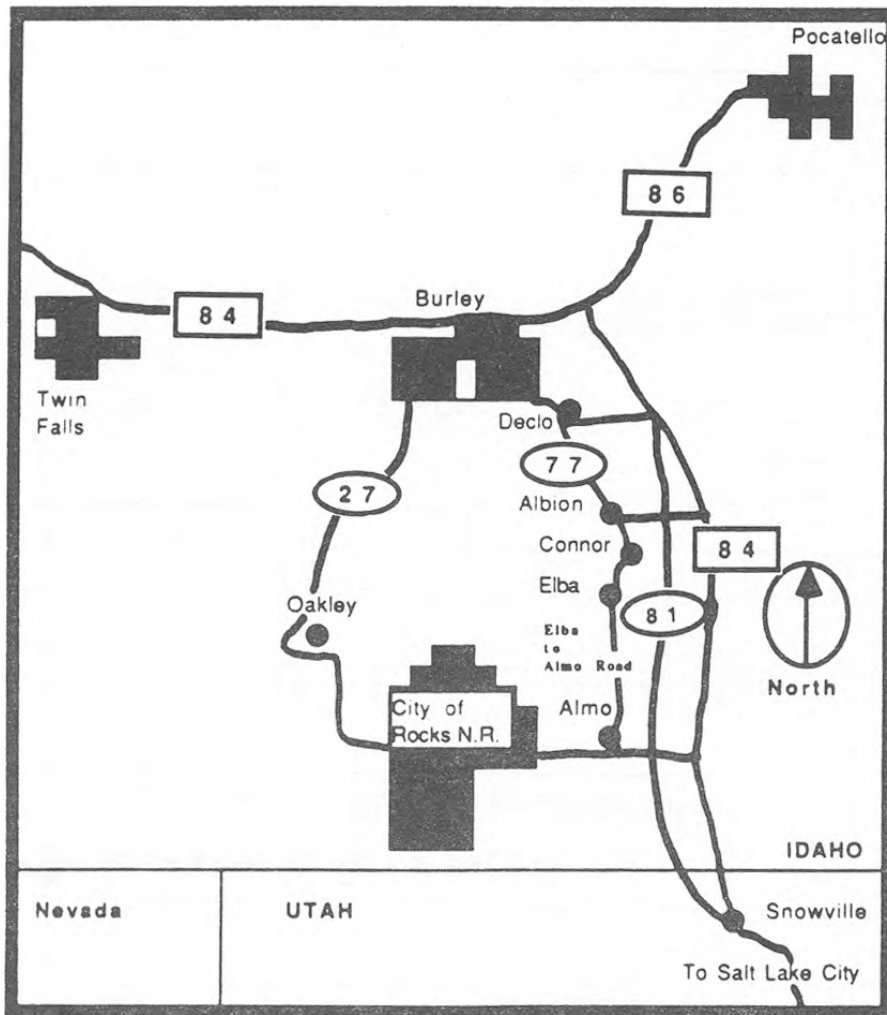 Pocatello
8 6
Burley
8 4
Twin
Falls
Declo
7 7
2 7
Albion
Connor
8 4
Elba
Oakley
8 1
Elba
to
Almo Road
North
Almo
City of
Rocks N.R.
IDAHO
Nevada
UTAH
Snowville
To Salt Lake City